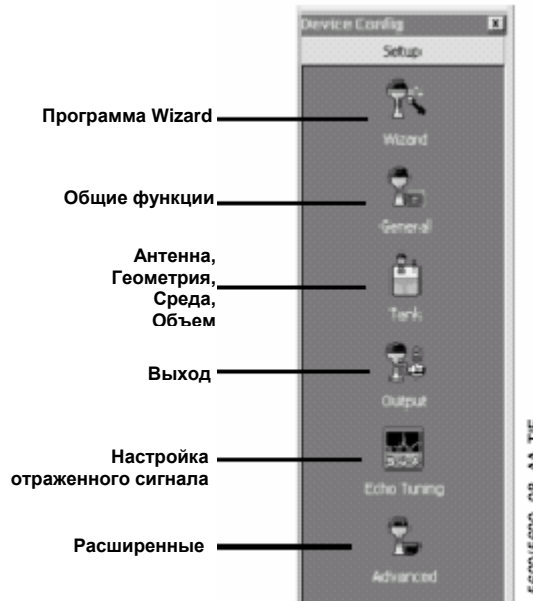 Device Config
Setup
Программа Wizard
Wizard
Общие функции
General
Антенна,
Геометрия,
Среда,
Объем
Tank
Выход
Output
Настройка
отраженного сигнала
Echo Tuning
Расширенные
Advanced